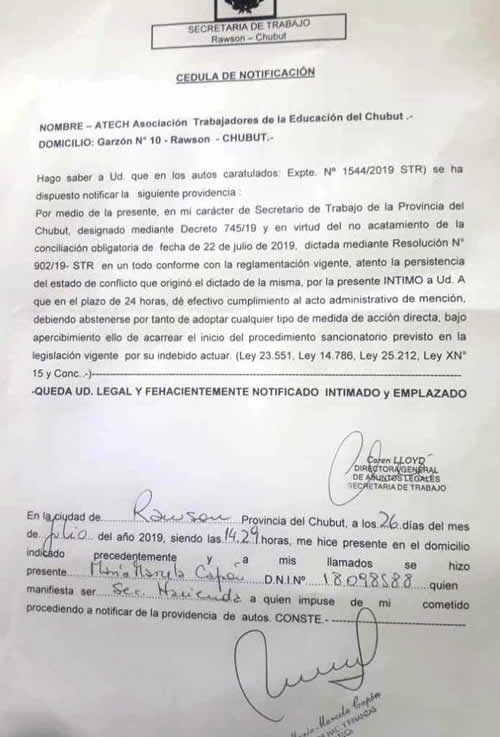 SECRETARIA DE TRABAJO
Rawson – Chubut
CEDULA DE NOTIFICACIÓN
NOMBRE – ATECH Asociación Trabajadores de la Educación del Chubut .-
DOMICILIO: Garzón N° 10 - Rawson - CHUBUT.-
Hago saber a Ud. que en los autos caratulados: Expte. Nº 1544/2019 STR) se ha
dispuesto notificar la siguiente providencia :
Por medio de la presente, en mi carácter de Secretario de Trabajo de la Provincia del
Chubut, designado mediante Decreto 745/19 y en virtud del no acatamiento de la
conciliación obligatoria de fecha de 22 de julio de 2019, dictada mediante Resolución N°
902/19- STR en un todo conforme con la reglamentación vigente, atento la persistencia
del estado de conflicto que originó el dictado de la misma, por la presente INTIMO a Ud. A
que en el plazo de 24 horas, dé efectivo cumplimiento al acto administrativo de mención,
debiendo abstenerse por tanto de adoptar cualquier tipo de medida de acción directa, bajo
apercibimiento ello de acarrear el inicio del procedimiento sancionatorio previsto en la
legislación vigente por su indebido actuar. (Ley 23.551, Ley 14.786, Ley 25.212, Ley XN°
15 y Conc..-)------------------------------------------------------------
-QUEDA UD. LEGAL Y FEHACIENTEMENTE NOTIFICADO INTIMADO y EMPLAZADO
Caren LLOYD
DIRECTORA GENERAL
DE ASUNTOS LEGALES
SECRETARIA DE TRABAJO
En la ciudad de Rawson Provincia del Chubut, a los 26 días del mes
de julio del año 2019, siendo las 14.29 horas, me hice presente en el domicilio
indicado precedentemente y a mis llamados se hizo
presente María Marcela Capón D.N.INº 18.098588 quien
manifiesta ser Sec. Hacienda a quien impuse de mi cometido
procediendo a notificar de la providencia de autos. CONSTE.- --------------------
María Marcela Capón